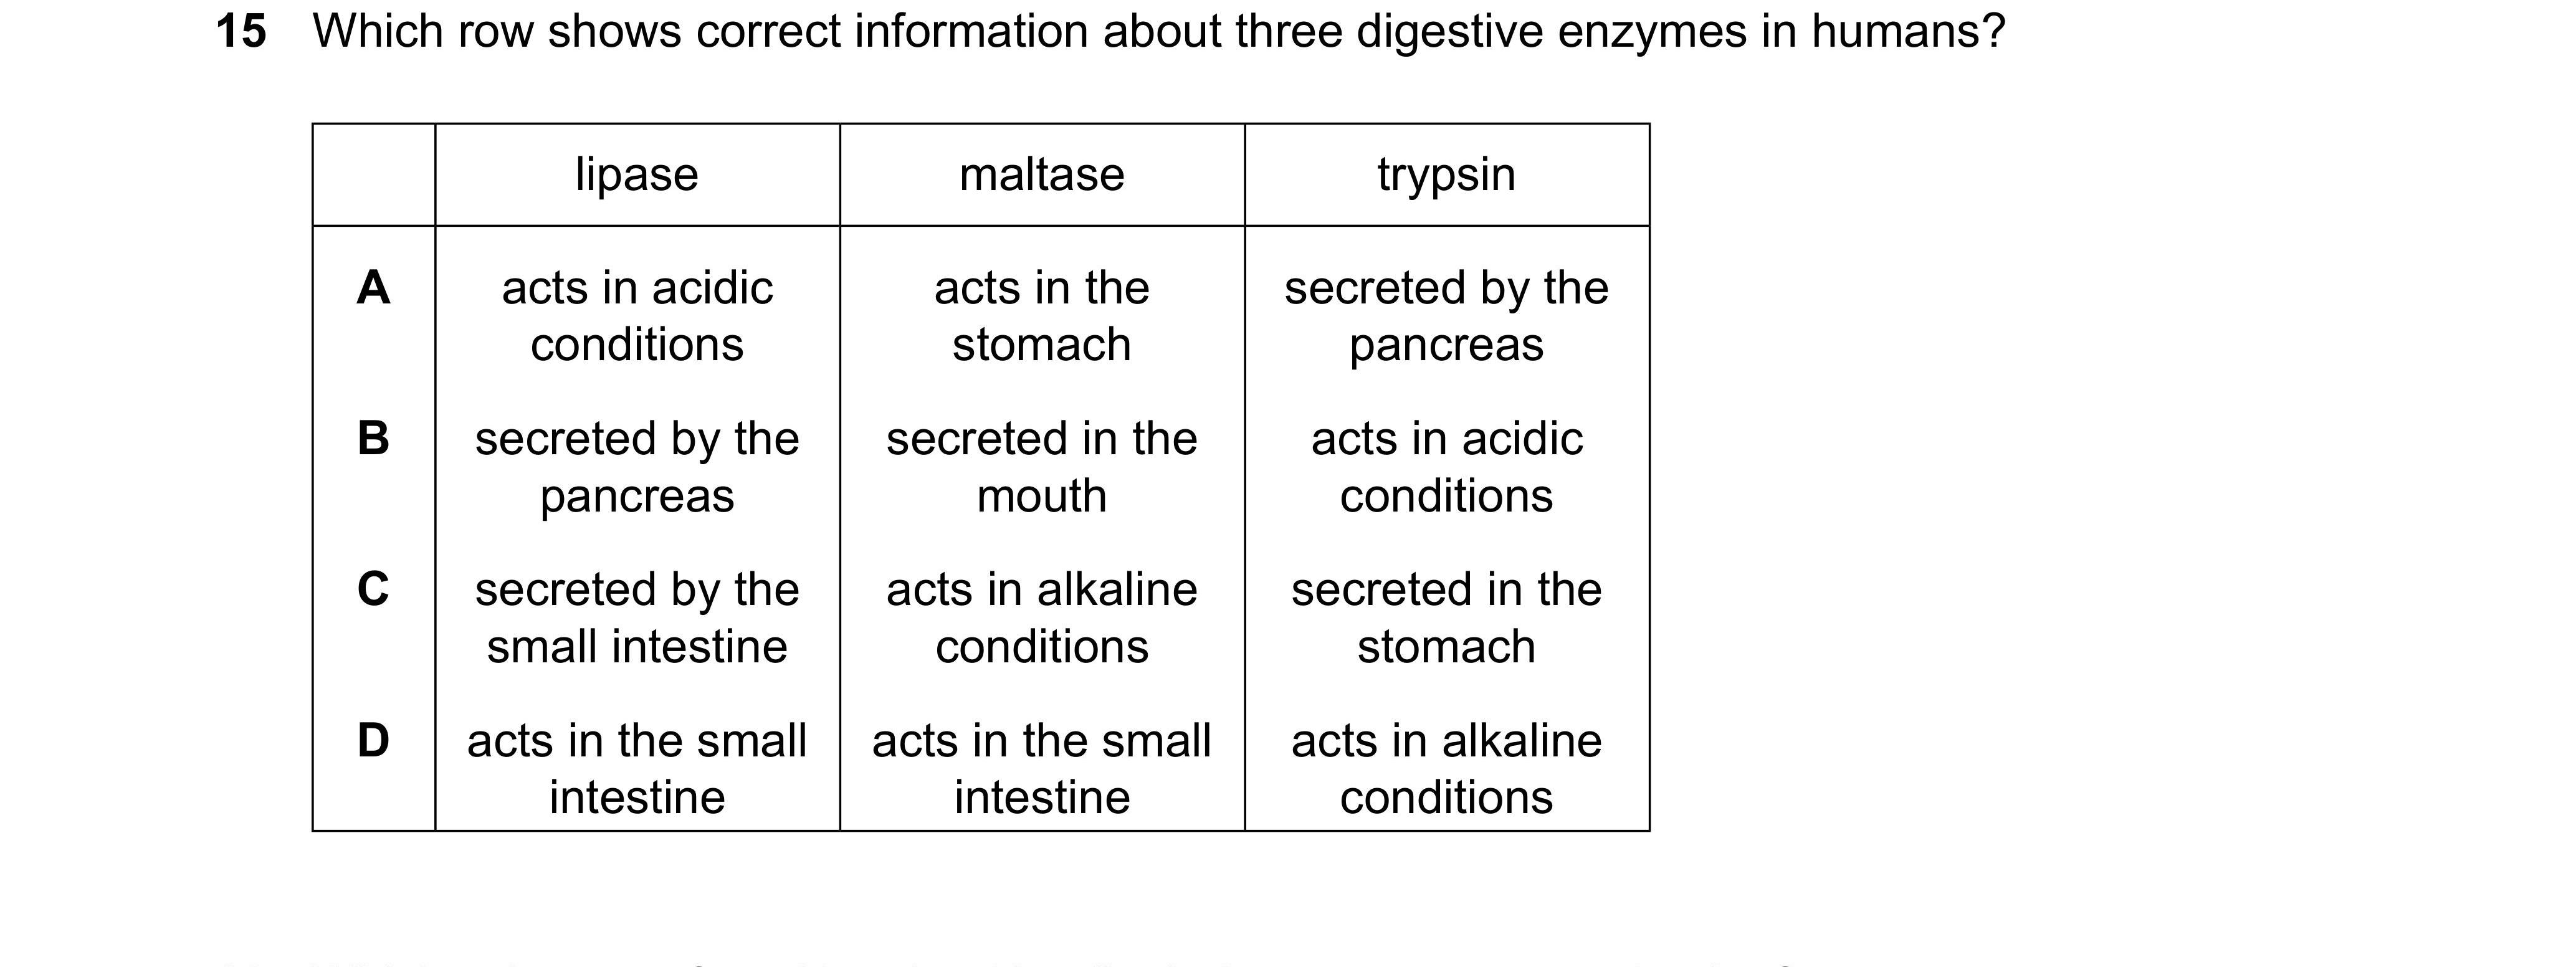 15 Which row shows correct information about three digestive enzymes in humans?
lipase maltase trypsin
A acts in acidic conditions acts in the stomach secreted by the pancreas
B secreted by the pancreas secreted in the mouth acts in acidic conditions
C secreted by the small intestine acts in alkaline conditions secreted in the stomach
D acts in the small intestine acts in the small intestine acts in alkaline conditions